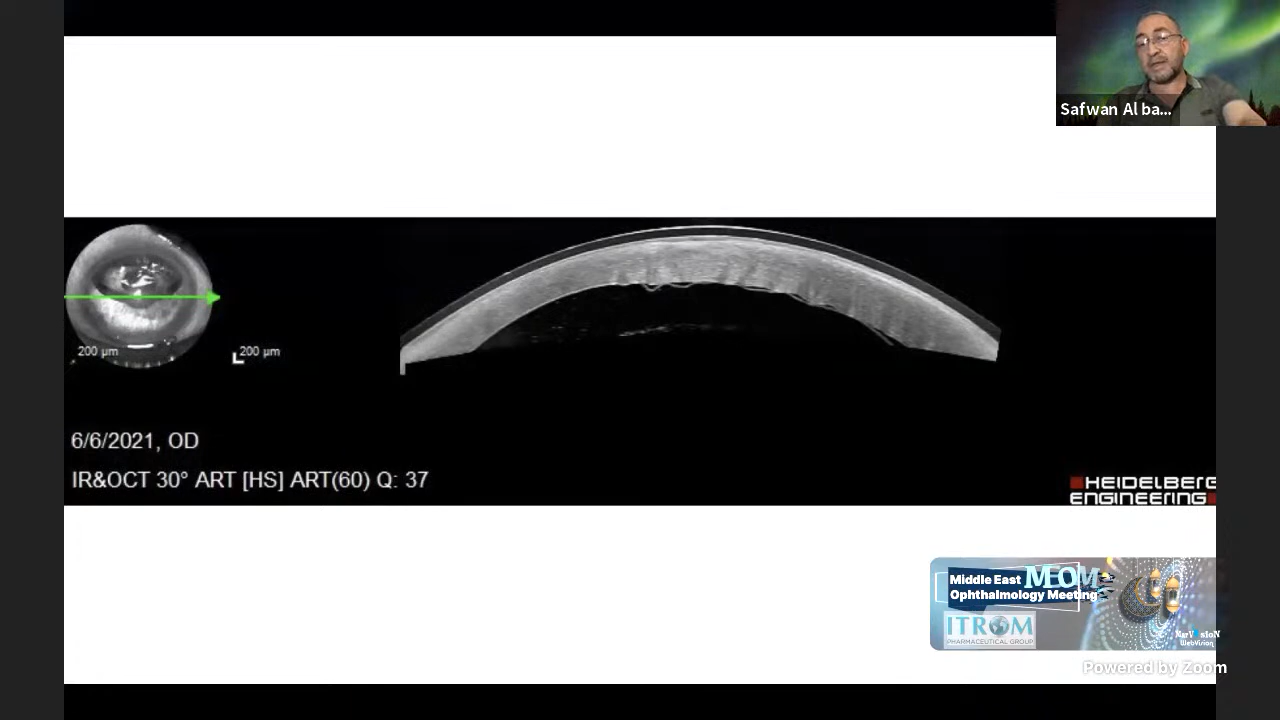 Safwan Al ba...
200 µm
200 µm
6/6/2021, OD
IR&OCT 30° ART [HS] ART(60) Q: 37
HEIDELBERG
ENGINEERING
Middle East MEOM
Ophthalmology Meeting
ITROM
PHARMACEUTICAL GROUP
WebVision
Powered by Zoom